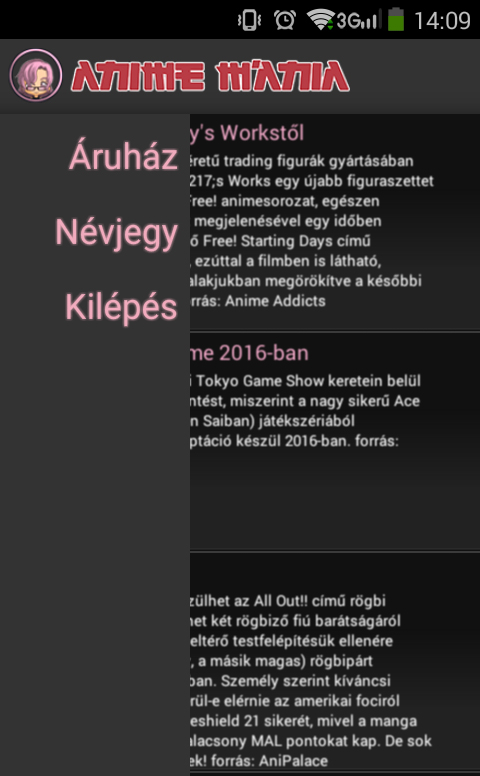 3G 14:09
ANIME MANIA
Áruház
Névjegy
Kilépés
y's Workstől
éretű trading figurák gyártásában
217;s Works egy újabb figuraszettet
Free! animesorozat, egészen
megjelenésével egy időben
ő Free! Starting Days című
, ezúttal a filmben is látható,
alakjukban megörökítve a későbbi
rrás: Anime Addicts
me 2016-ban
i Tokyo Game Show keretein belül
ntést, miszerint a nagy sikerű Ace
n Saiban) játékszériából
ptáció készül 2016-ban. forrás:
zülhet az All Out!! című rögbi
net két rögbiző fiú barátságáról
eltérő testfelépítésük ellenére
, a másik magas) rögbipárt
ban. Személy szerint kíváncsi
rül-e elérnie az amerikai fociról
eshield 21 sikerét, mivel a manga
alacsony MAL pontokat kap. De sok
ek! forrás: AniPalace